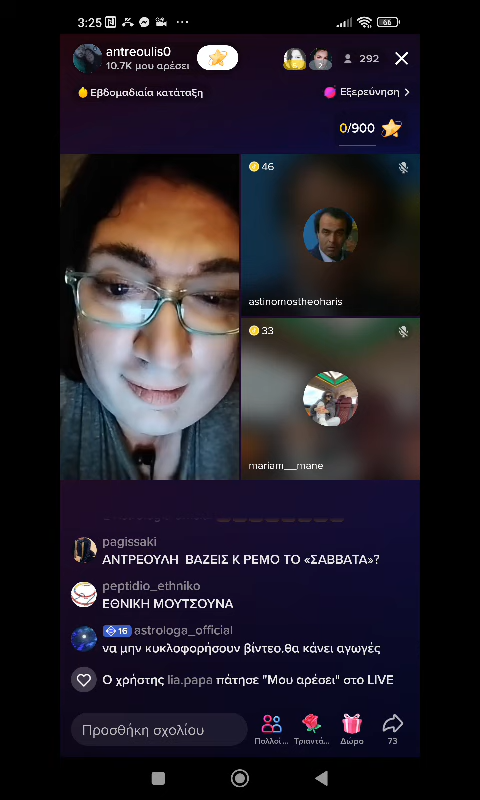 3:25
66
antreoulis0
10.7K μου αρέσει
2
292
Εβδομαδιαία κατάταξη
Εξερεύνηση
0/900
46
astinomostheoharis
33
mariam__mane
pagissaki
ΑΝΤΡΕΟΥΛΗ ΒΑΖΕΙΣ Κ ΡΕΜΟ ΤΟ «ΣΑΒΒΑΤΑ»?
peptidio_ethniko
ΕΘΝΙΚΗ ΜΟΥΤΣΟΥΝΑ
16 astrologa_official
να μην κυκλοφορήσουν βίντεο.θα κάνει αγωγές
Ο χρήστης lia.papa πάτησε "Μου αρέσει" στο LIVE
Προσθήκη σχολίου
Πολλοί...
Τριαντά...
Δώρο
73